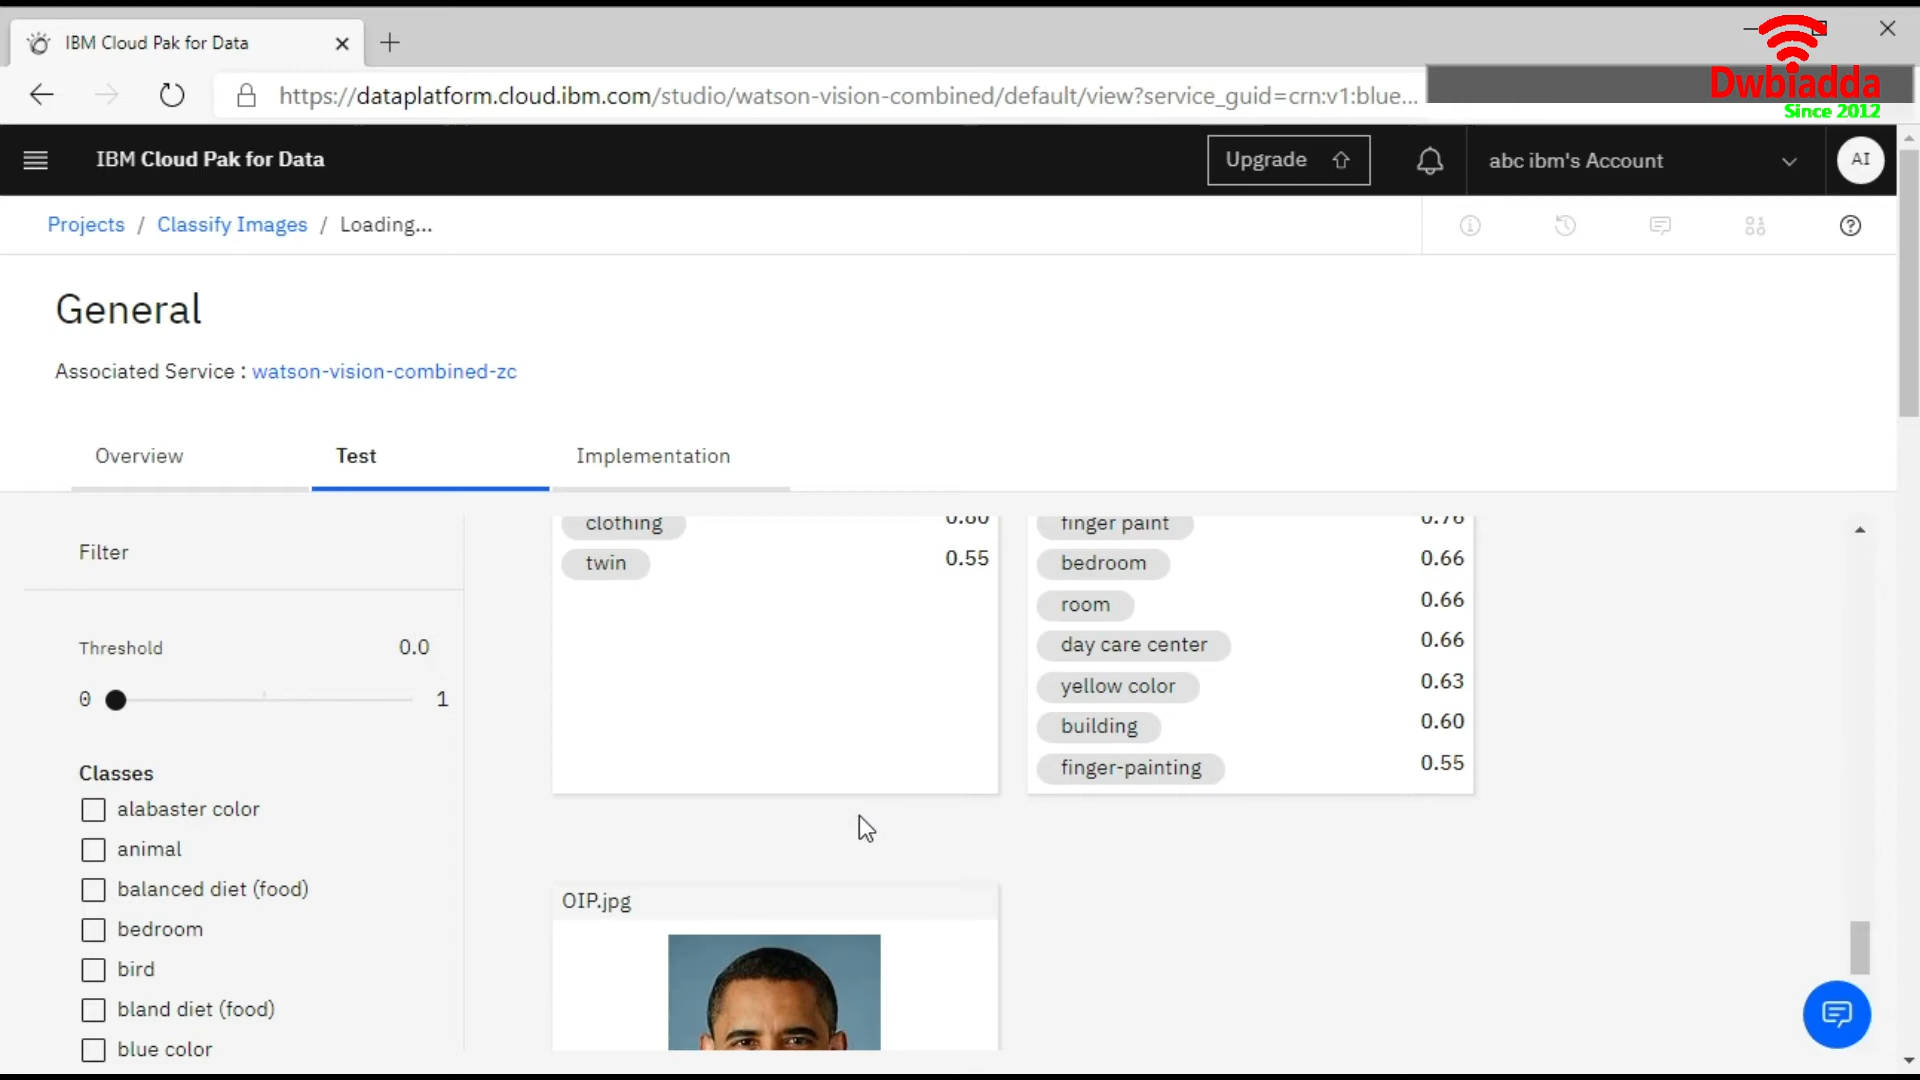 IBM Cloud Pak for Data
https://dataplatform.cloud.ibm.com/studio/watson-vision-combined/default/view?service_guid=crn:v1:blue...
Dwbiadda
Since 2012
IBM Cloud Pak for Data
Upgrade
abc ibm's Account
AI
Projects / Classify Images / Loading...
General
Associated Service : watson-vision-combined-zc
Overview
Test
Implementation
Filter
Threshold 0.0
0 1
Classes
alabaster color
animal
balanced diet (food)
bedroom
bird
bland diet (food)
blue color
clothing 0.80
twin 0.55
finger paint 0.76
bedroom 0.66
room 0.66
day care center 0.66
yellow color 0.63
building 0.60
finger-painting 0.55
OIP.jpg